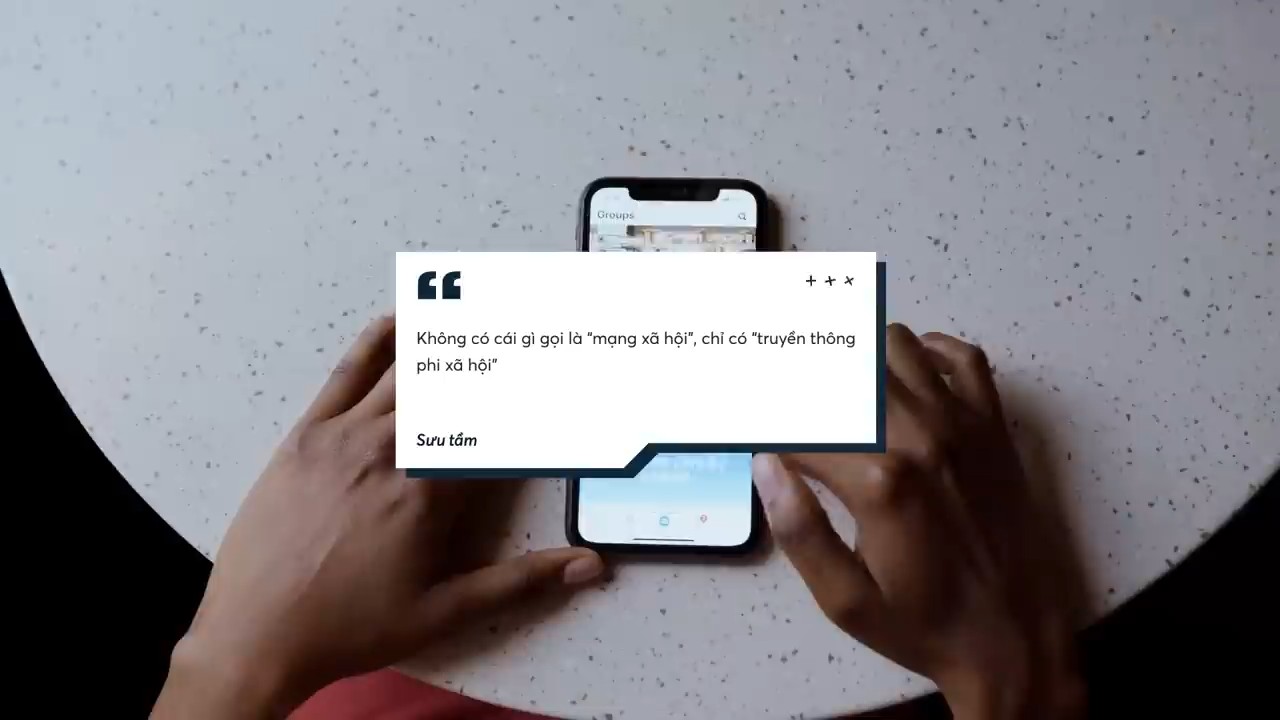 Groups
Không có cái gì gọi là “mạng xã hội”, chỉ có “truyền thông
phi xã hội”
Sưu tầm